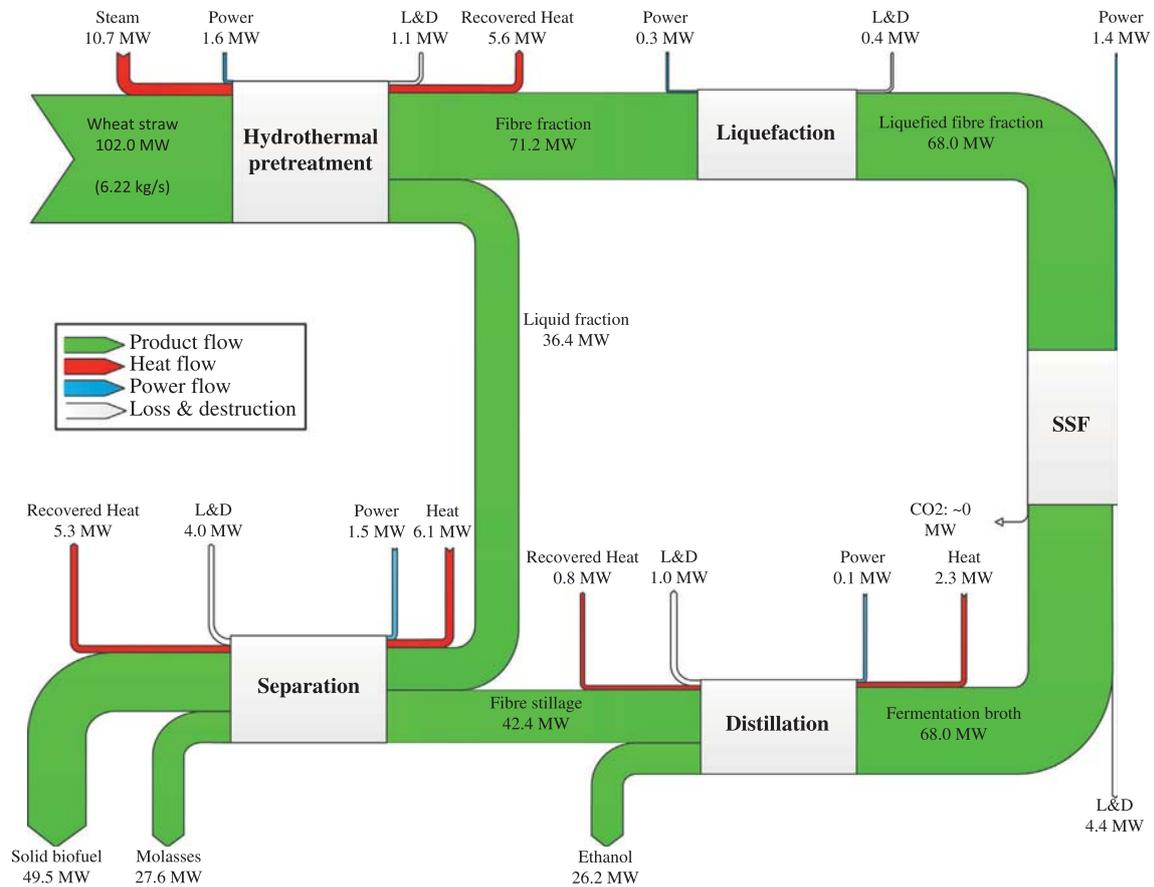 Steam
10.7 MW
Power
1.6 MW
L&D
1.1 MW
Recovered Heat
5.6 MW
Power
0.3 MW
L&D
0.4 MW
Power
1.4 MW
Wheat straw
102.0 MW
(6.22 kg/s)
Hydrothermal
pretreatment
Fibre fraction
71.2 MW
Liquefaction
Liquefied fibre fraction
68.0 MW
Liquid fraction
36.4 MW
Product flow
Heat flow
Power flow
Loss & destruction
SSF
CO2: ~0
MW
Recovered Heat
5.3 MW
L&D
4.0 MW
Power
1.5 MW
Heat
6.1 MW
Recovered Heat
0.8 MW
L&D
1.0 MW
Power
0.1 MW
Heat
2.3 MW
Separation
Fibre stillage
42.4 MW
Distillation
Fermentation broth
68.0 MW
L&D
4.4 MW
Solid biofuel
49.5 MW
Molasses
27.6 MW
Ethanol
26.2 MW